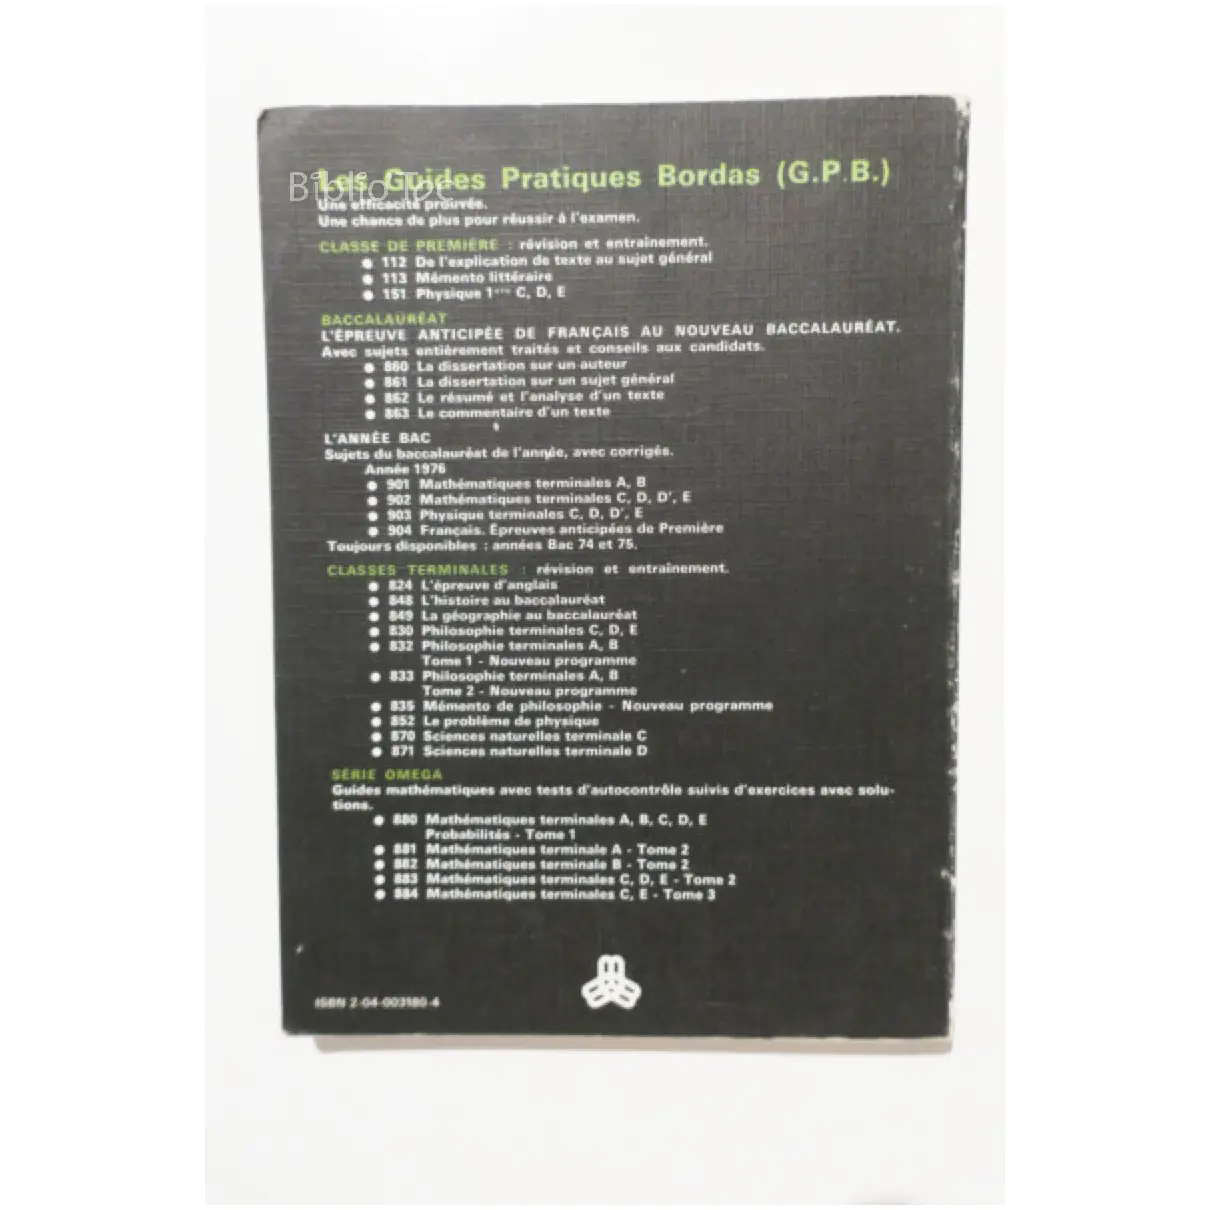 Les Guides Pratiques Bordas (G.P.B.)
BiblioToc
Une efficacité prouvée.
Une chance de plus pour réussir à l'examen.
CLASSE DE PREMIÈRE : révision et entraînement.
● 112 De l'explication de texte au sujet général
● 113 Mémento littéraire
● 151 Physique 1ère C, D, E
BACCALAURÉAT
L'ÉPREUVE ANTICIPÉE DE FRANÇAIS AU NOUVEAU BACCALAURÉAT.
Avec sujets entièrement traités et conseils aux candidats.
● 860 La dissertation sur un auteur
● 861 La dissertation sur un sujet général
● 862 Le résumé et l'analyse d'un texte
● 863 Le commentaire d'un texte
L'ANNÉE BAC
Sujets du baccalauréat de l'année, avec corrigés.
Année 1976
● 901 Mathématiques terminales A, B
● 902 Mathématiques terminales C, D, D', E
● 903 Physique terminales C, D, D', E
● 904 Français. Épreuves anticipées de Première
Toujours disponibles : années Bac 74 et 75.
CLASSES TERMINALES : révision et entraînement.
● 824 L'épreuve d'anglais
● 848 L'histoire au baccalauréat
● 849 La géographie au baccalauréat
● 830 Philosophie terminales C, D, E
● 832 Philosophie terminales A, B
Tome 1 - Nouveau programme
● 833 Philosophie terminales A, B
Tome 2 - Nouveau programme
● 835 Mémento de philosophie - Nouveau programme
● 852 Le problème de physique
● 870 Sciences naturelles terminale C
● 871 Sciences naturelles terminale D
SÉRIE OMEGA
Guides mathématiques avec tests d'autocontrôle suivis d'exercices avec solu-
tions.
● 880 Mathématiques terminales A, B, C, D, E
Probabilités - Tome 1
● 881 Mathématiques terminale A - Tome 2
● 882 Mathématiques terminale B - Tome 2
● 883 Mathématiques terminales C, D, E - Tome 2
● 884 Mathématiques terminales C, E - Tome 3
ISBN 2-04-003180-4